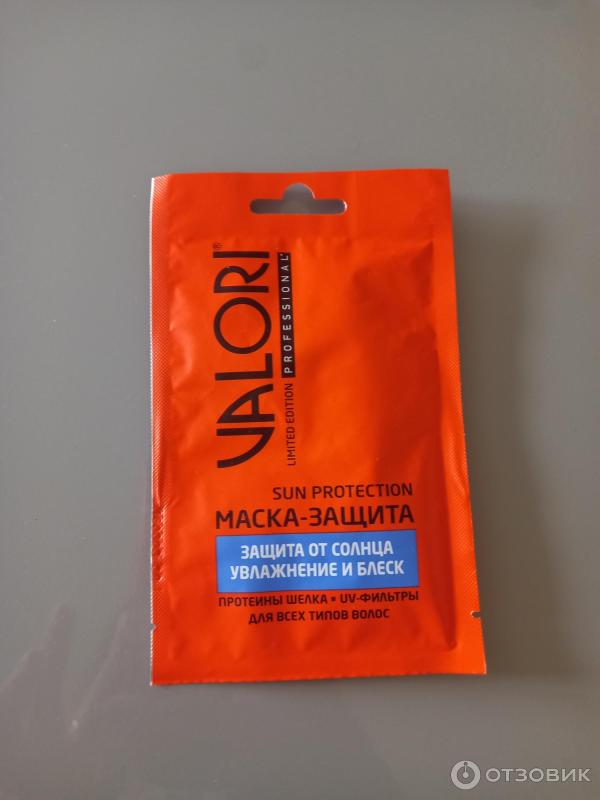 VALORI®
PROFESSIONAL
LIMITED EDITION
SUN PROTECTION
МАСКА-ЗАЩИТА
ЗАЩИТА ОТ СОЛНЦА
УВЛАЖНЕНИЕ И БЛЕСК
ПРОТЕИНЫ ШЕЛКА ▪ UV-ФИЛЬТРЫ
ДЛЯ ВСЕХ ТИПОВ ВОЛОС
ОТЗОВИК